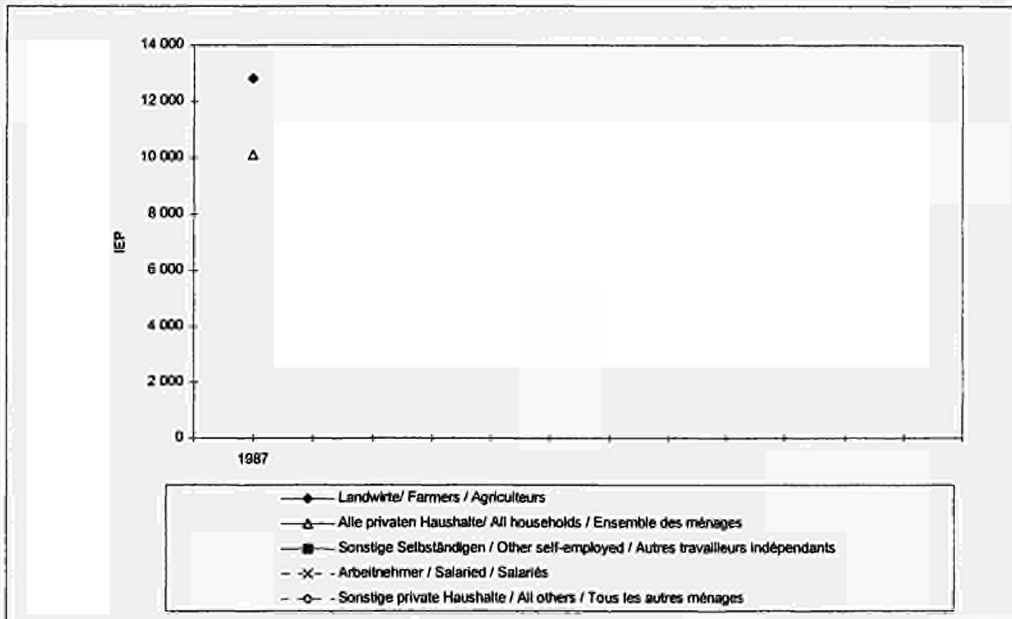 14 000
12 000
10 000
8 000
6 000
4 000
2 000
0
IEP
1987
Landwirte/ Farmers / Agriculteurs
Alle privaten Haushalte/ All households / Ensemble des ménages
Sonstige Selbständigen / Other self-employed / Autres travailleurs indépendants
Arbeitnehmer / Salaried / Salariés
Sonstige private Haushalte / All others / Tous les autres ménages